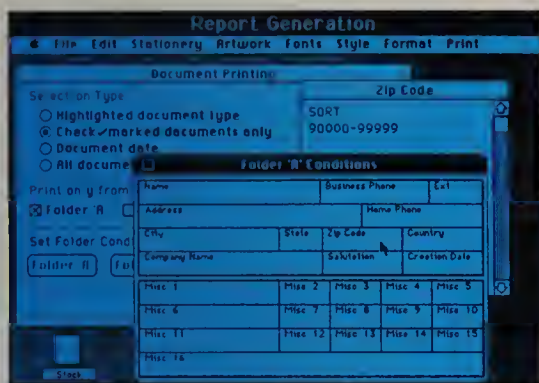 Report Generation
File Edit Stationery Artwork Fonts Style Format Print
Document Printing
Selection Type
Highlighted document type
Check✓marked documents only
Document date
All docume
Print only from
Folder 'A'
Set Folder Cond
Folder A
Fol
Zip Code
SORT
90000-99999
Folder 'A' Conditions
Name Business Phone Ext
Address Home Phone
City State Zip Code Country
Company Name Salutation Creation Date
Misc 1 Misc 2 Misc 3 Misc 4 Misc 5
Misc 6 Misc 7 Misc 8 Misc 9 Misc 10
Misc 11 Misc 12 Misc 13 Misc 14 Misc 15
Misc 16
Stock